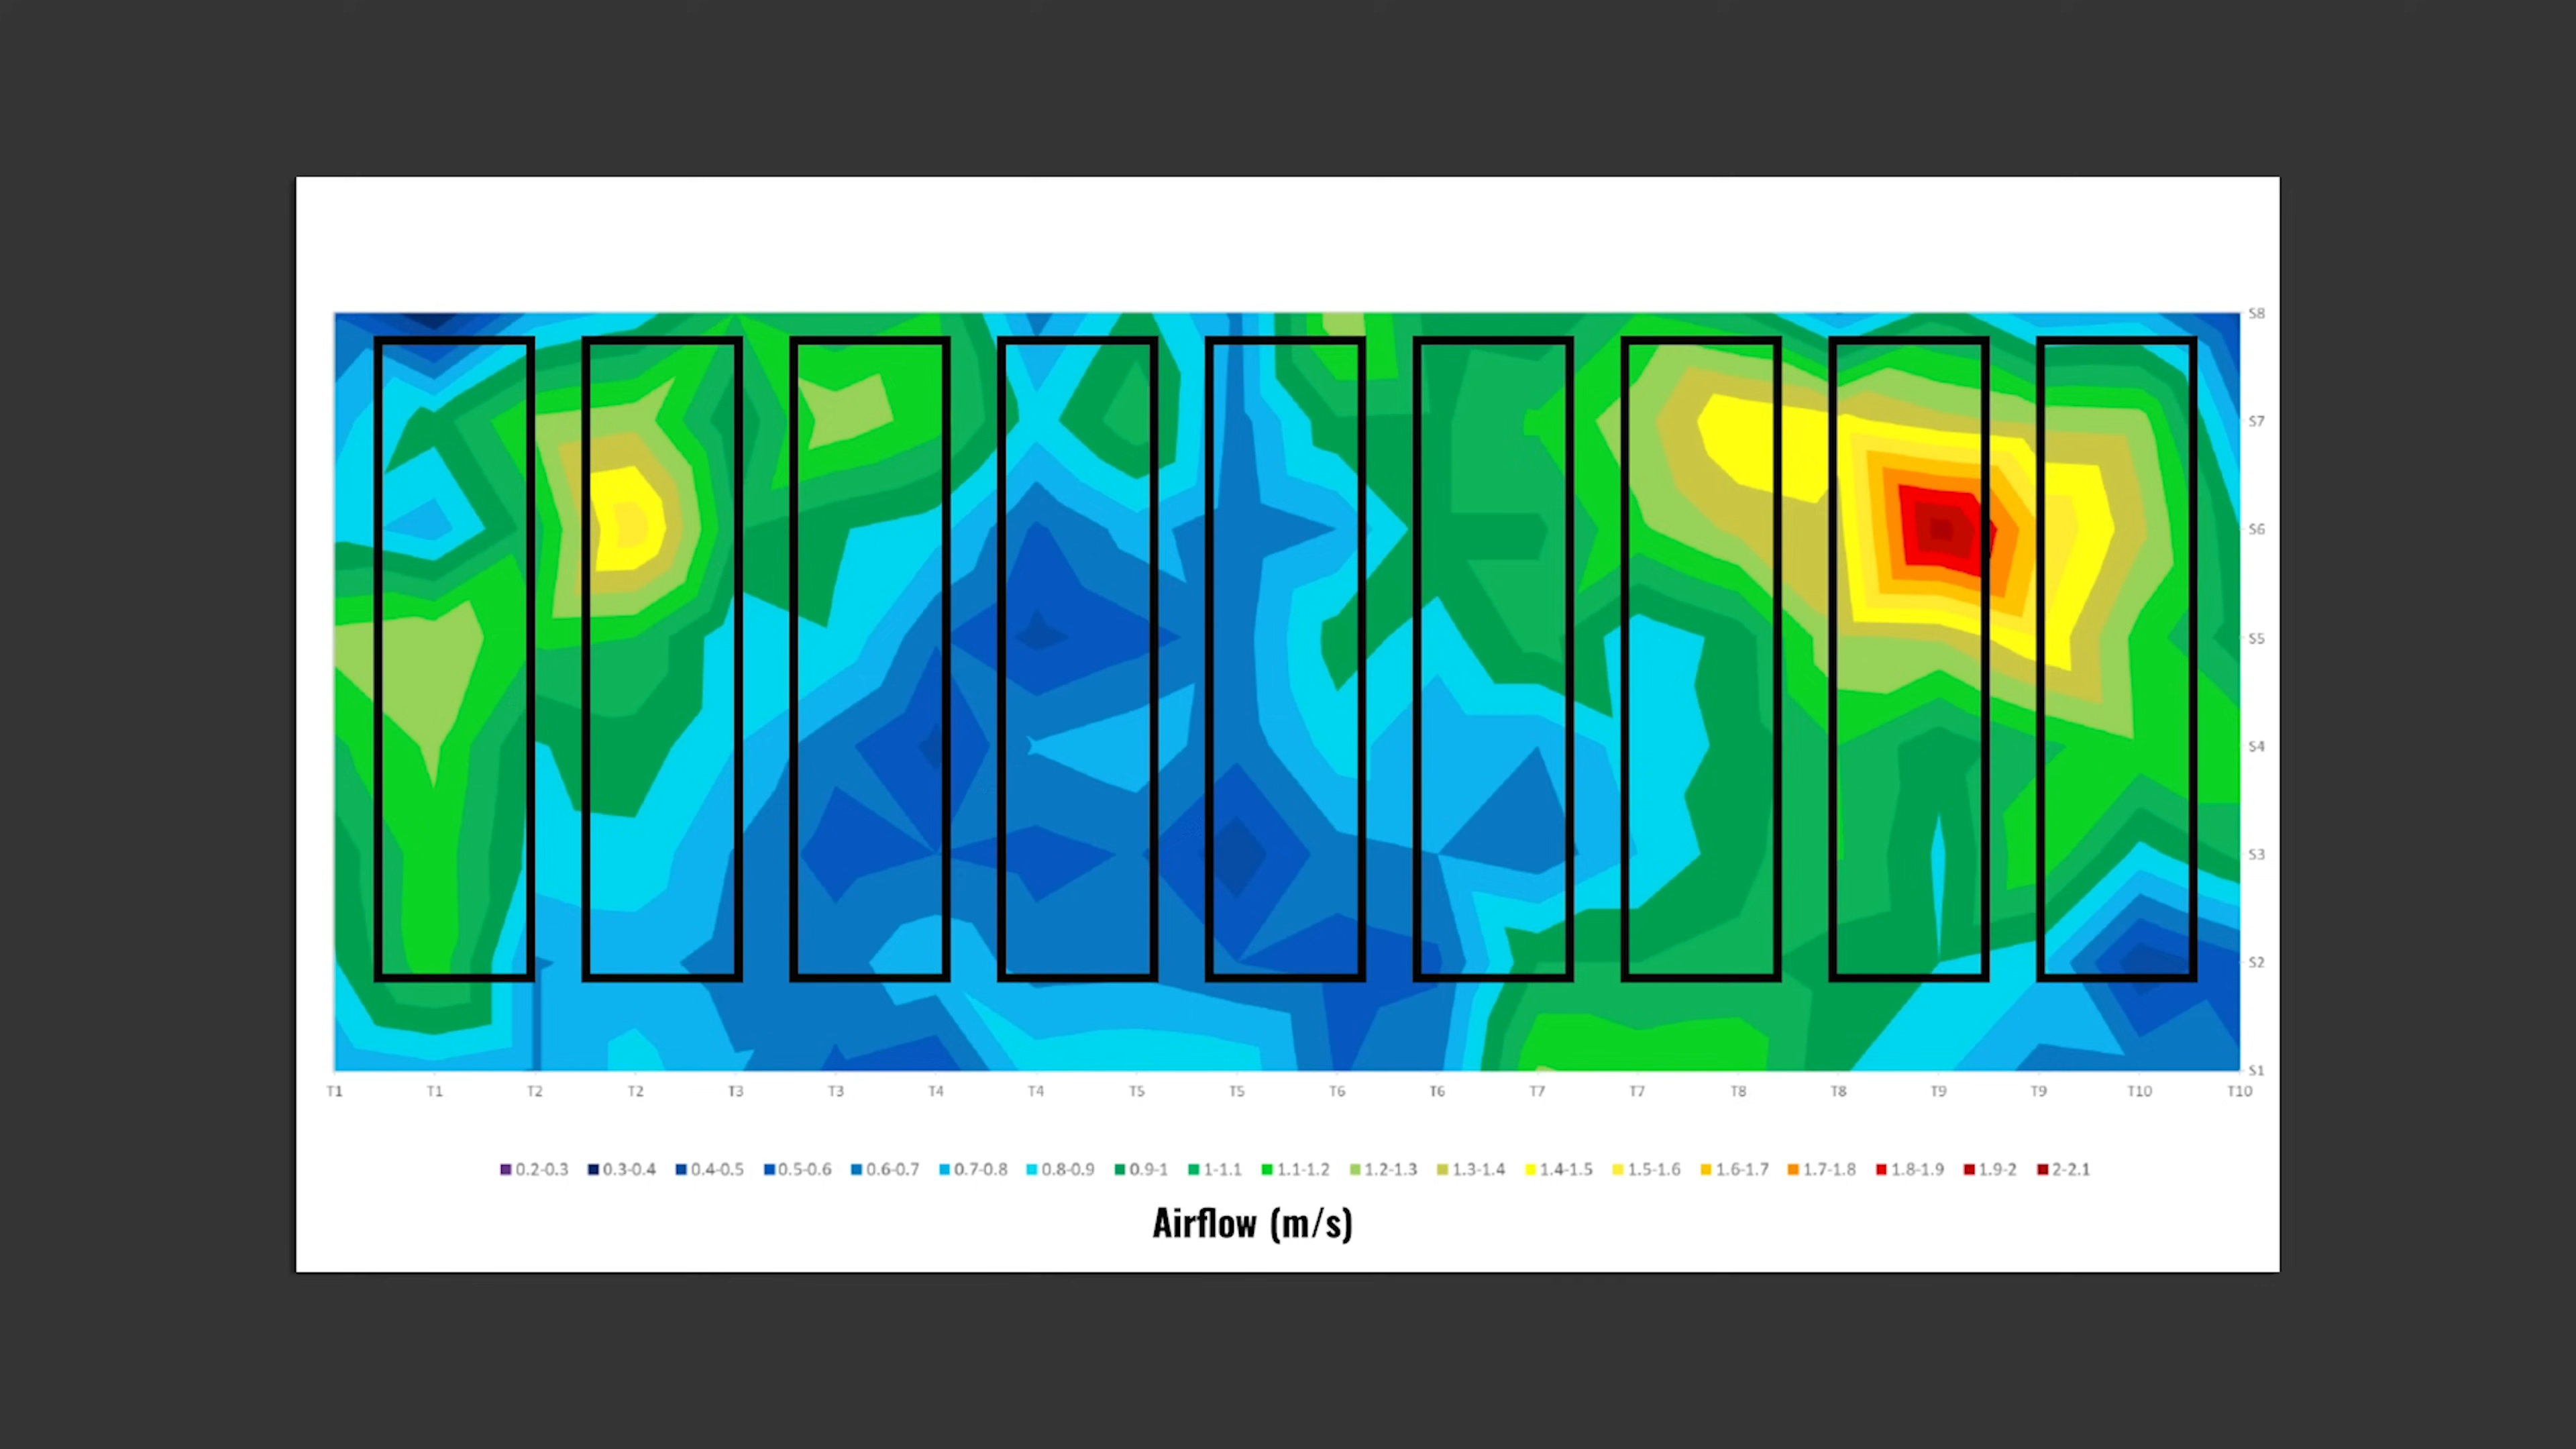 S8
S7
S6
S5
S4
S3
S2
S1
T1 T1 T2 T2 T3 T3 T4 T4 T5 T5 T6 T6 T7 T7 T8 T8 T9 T9 T10 T10
0.2-0.3 0.3-0.4 0.4-0.5 0.5-0.6 0.6-0.7 0.7-0.8 0.8-0.9 0.9-1 1-1.1 1.1-1.2 1.2-1.3 1.3-1.4 1.4-1.5 1.5-1.6 1.6-1.7 1.7-1.8 1.8-1.9 1.9-2 2-2.1
Airflow (m/s)